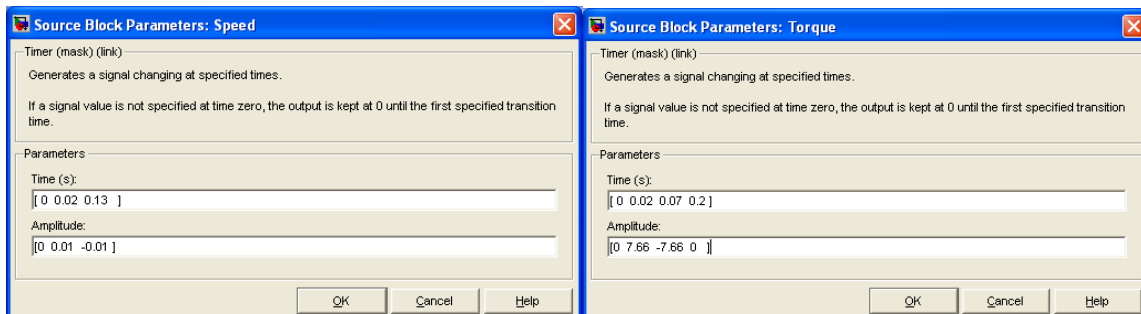 Source Block Parameters: Speed
Timer (mask) (link)
Generates a signal changing at specified times.
If a signal value is not specified at time zero, the output is kept at 0 until the first specified transition
time.
Parameters
Time (s):
[ 0 0.02 0.13 ]
Amplitude:
[0 0.01 -0.01 ]
OK
Cancel
Help
Source Block Parameters: Torque
Timer (mask) (link)
Generates a signal changing at specified times.
If a signal value is not specified at time zero, the output is kept at 0 until the first specified transition
time.
Parameters
Time (s):
[ 0 0.02 0.07 0.2 ]
Amplitude:
[0 7.66 -7.66 0 ]
OK
Cancel
Help